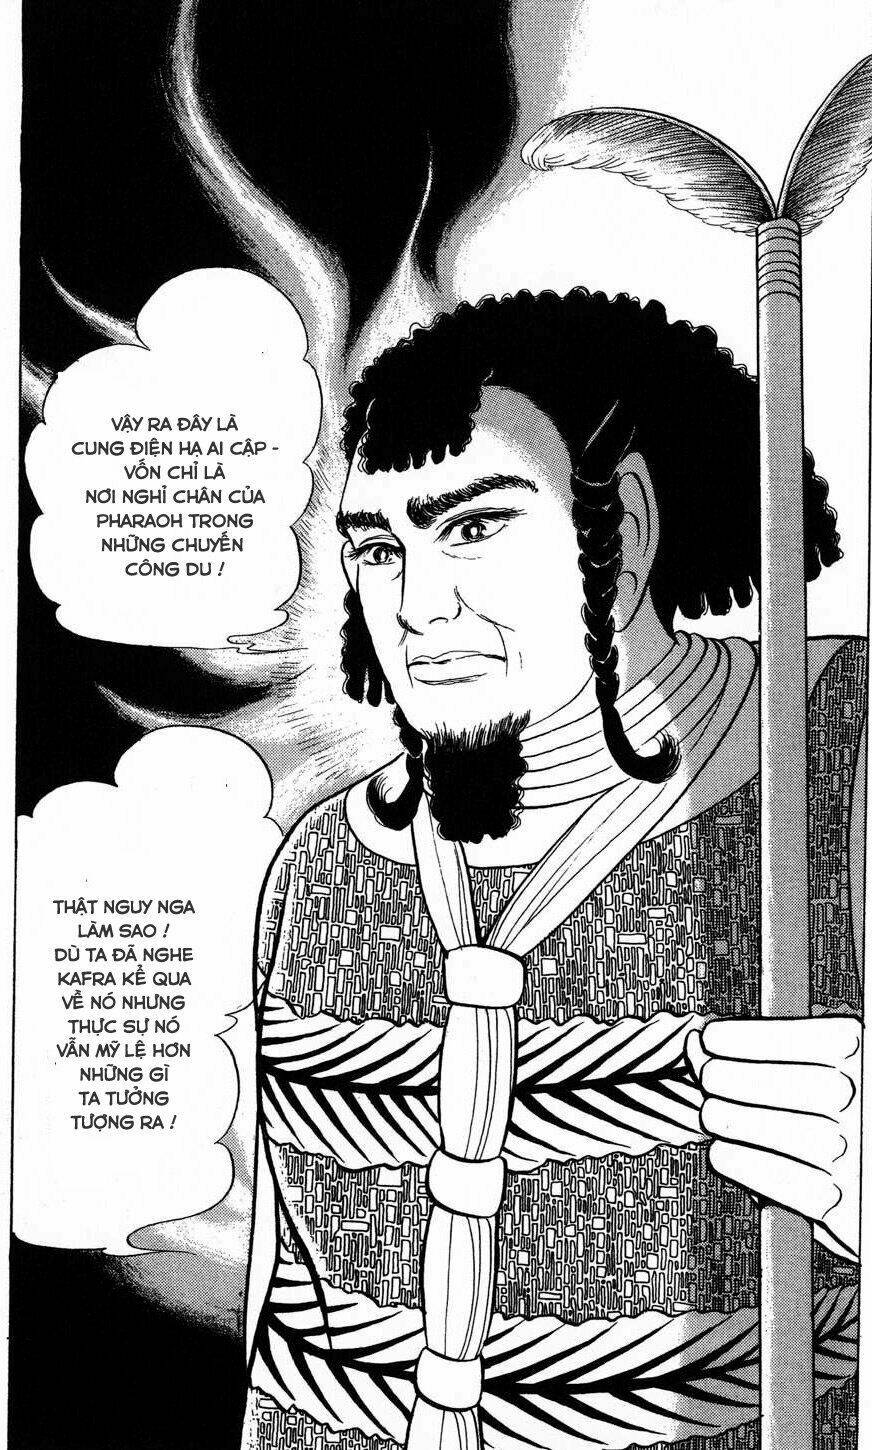 VẬY RA ĐÂY LÀ
CUNG ĐIỆN HẠ AI CẬP -
VỐN CHỈ LÀ
NƠI NGHỈ CHÂN CỦA
PHARAOH TRONG
NHỮNG CHUYẾN
CÔNG DU !
THẬT NGUY NGA
LÀM SAO !
DÙ TA ĐÃ NGHE
KAFRA KỂ QUA
VỀ NÓ NHƯNG
THỰC SỰ NÓ
VẪN MỸ LỆ HƠN
NHỮNG GÌ
TA TƯỞNG
TƯỢNG RA !